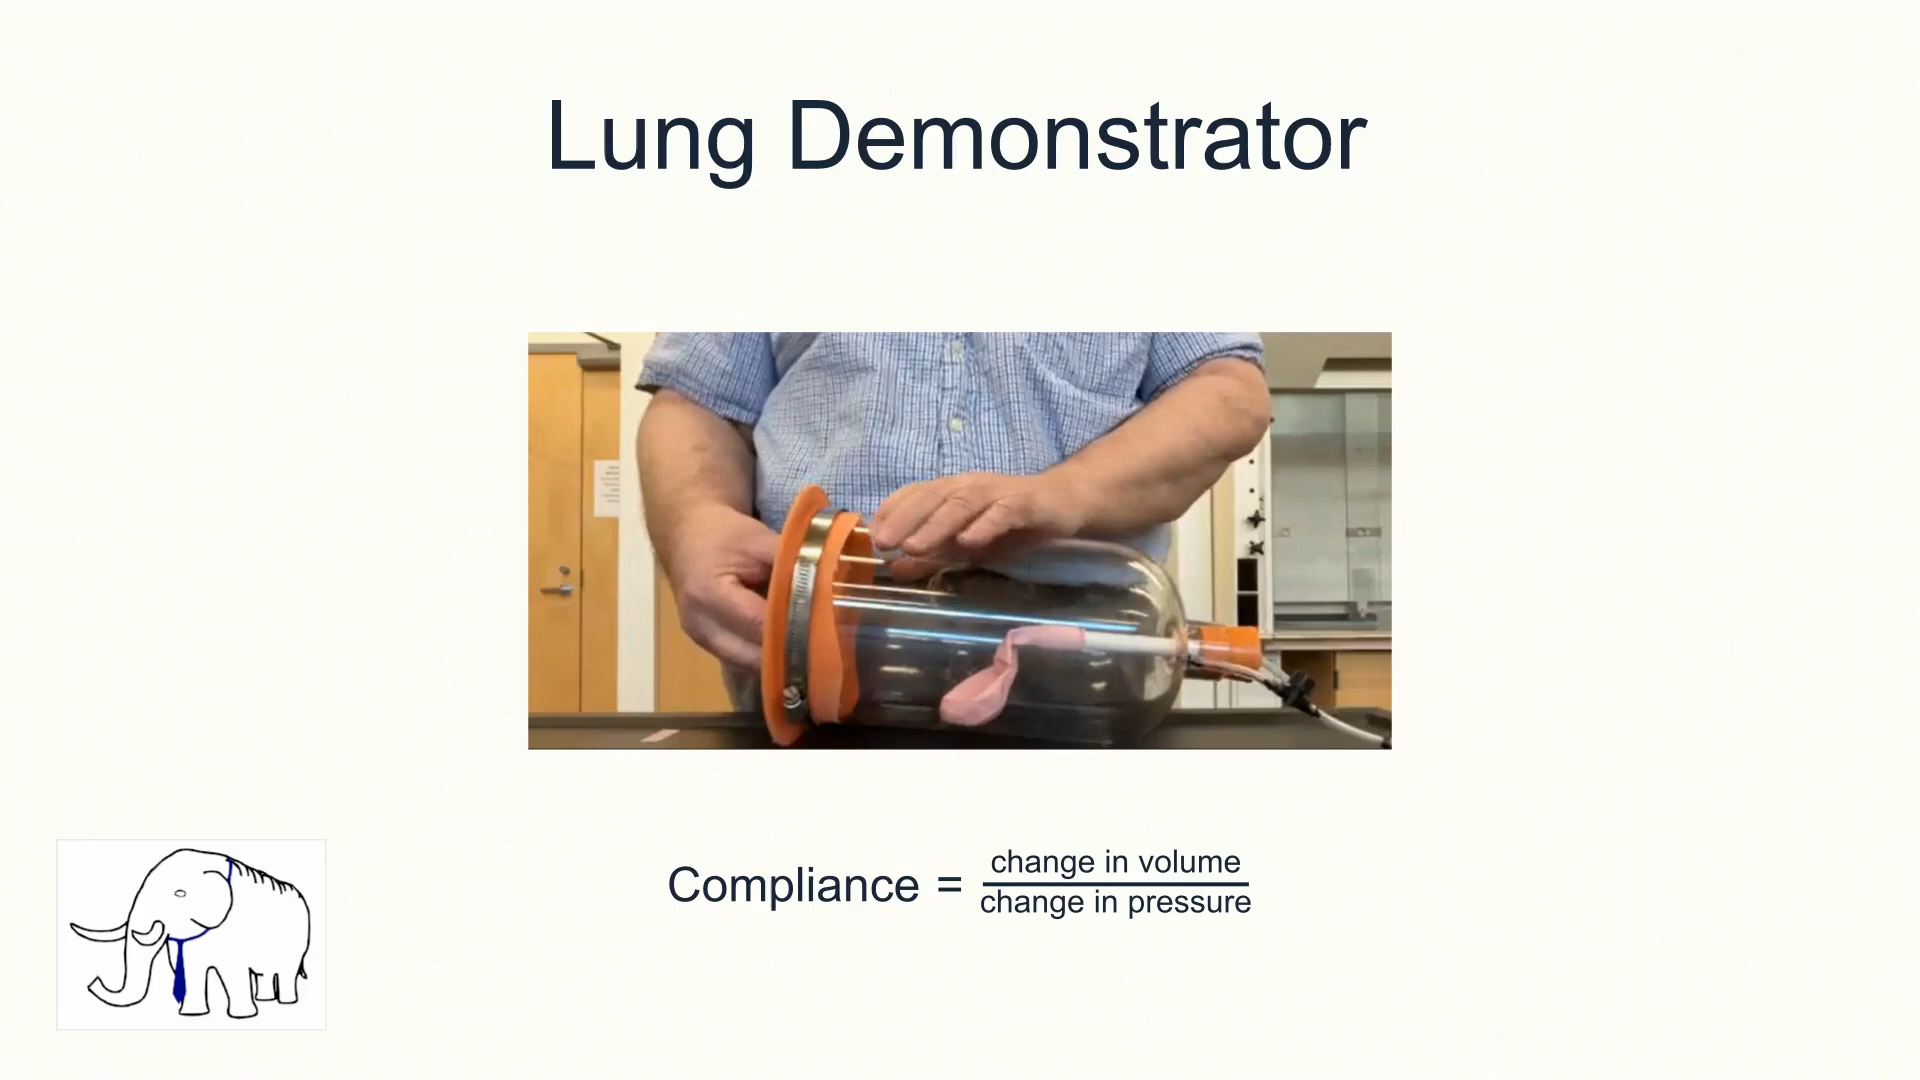 Lung Demonstrator
Compliance = change in volume
change in pressure